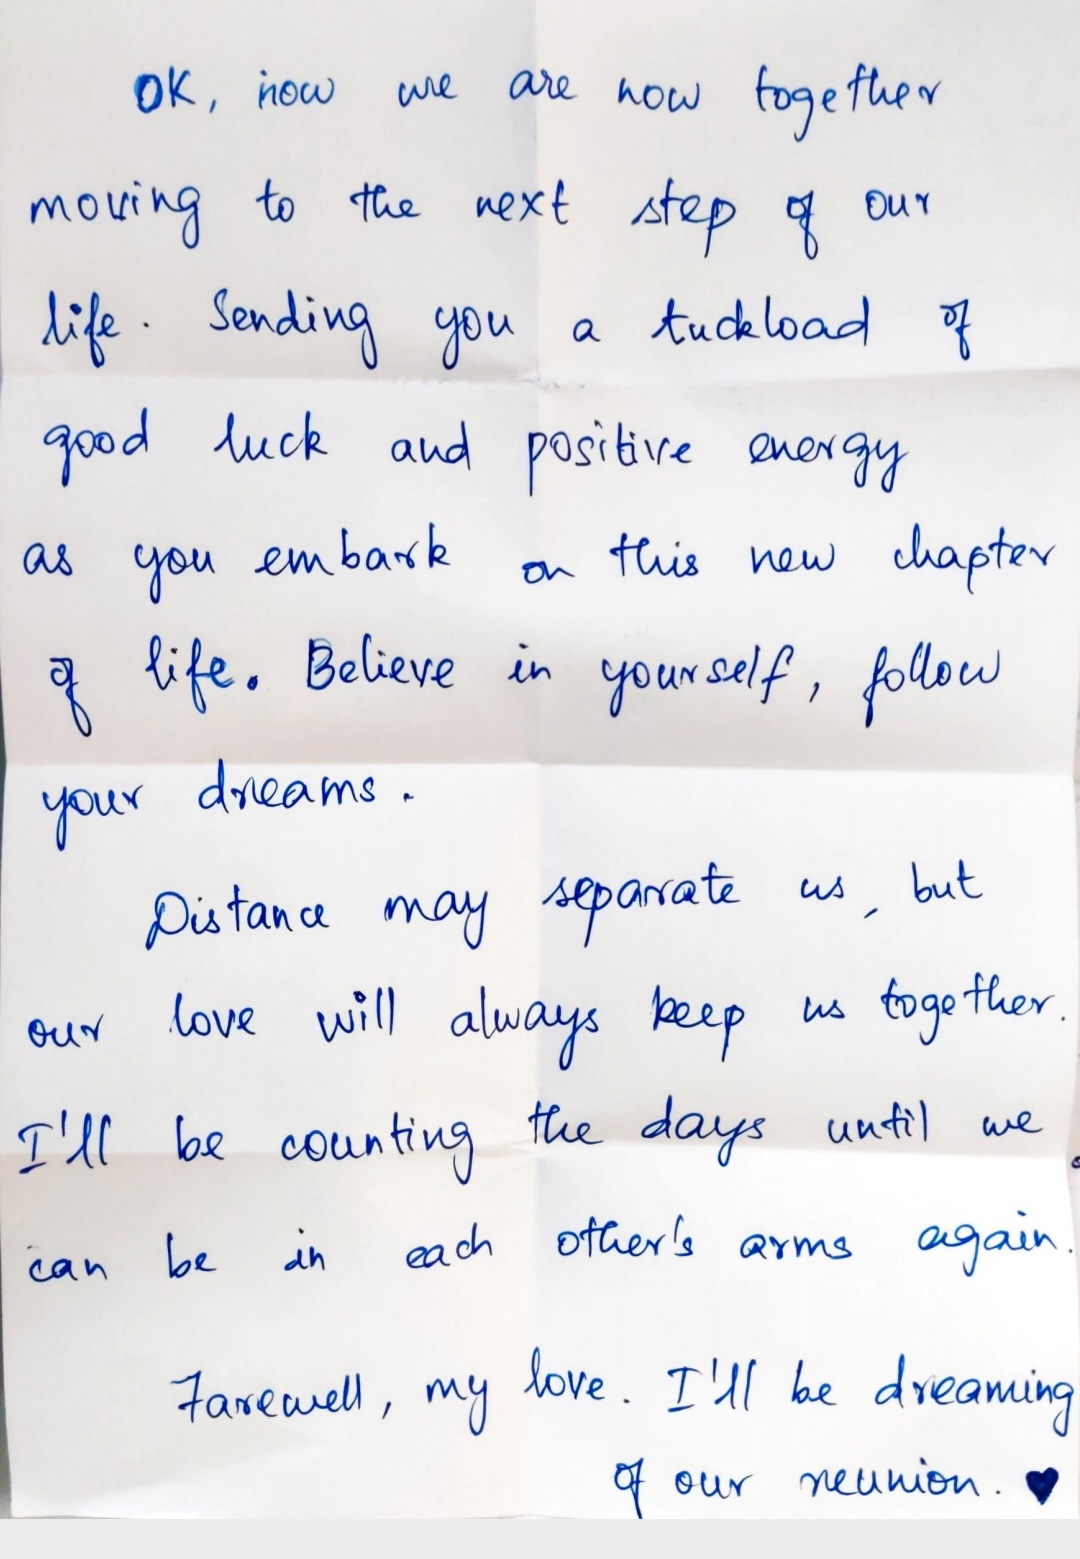 OK, now we are now together
moving to the next step of our
life. Sending you a tuckload of
good luck and positive energy
as you embark on this new chapter
of life. Believe in yourself, follow
your dreams.
Distance may separate us, but
our love will always keep us together.
I'll be counting the days until we
can be in each other's arms again.
Farewell, my love. I'll be dreaming
of our reunion. ♥